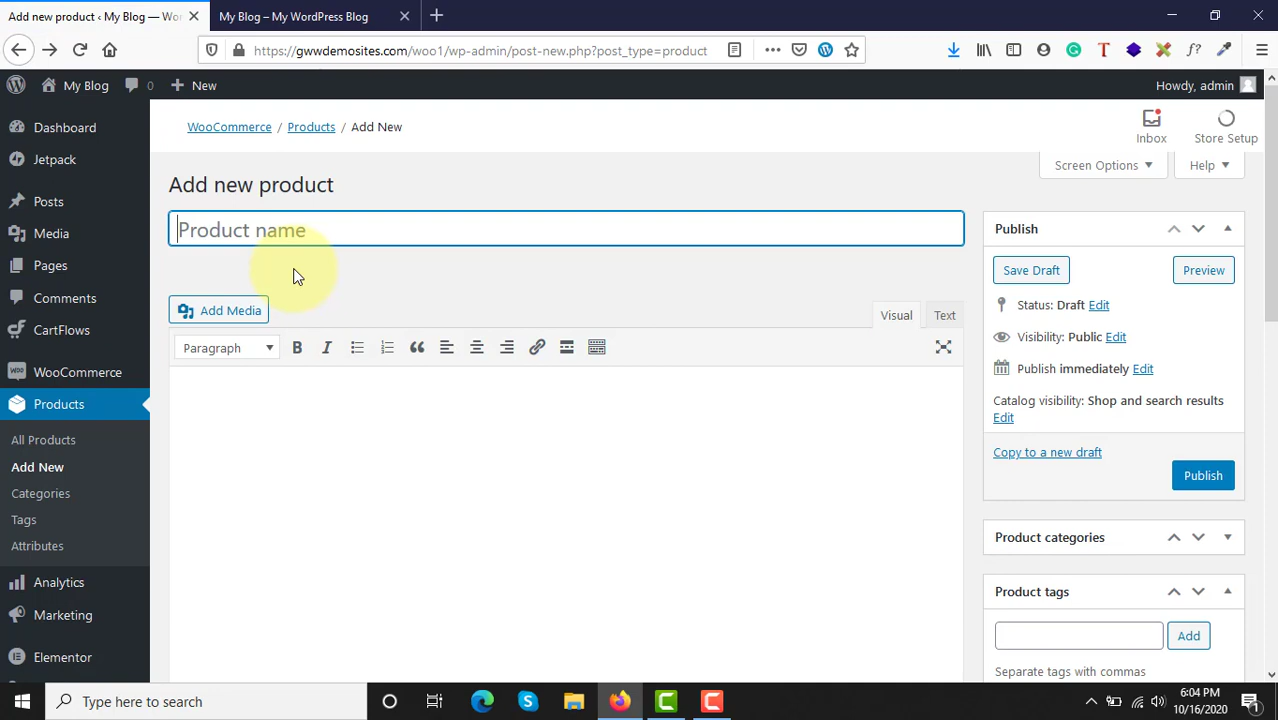 Add new product ‹ My Blog — Wo
My Blog – My WordPress Blog
https://gwwdemosites.com/woo1/wp-admin/post-new.php?post_type=product
My Blog
0
New
Howdy, admin
Dashboard
Jetpack
Posts
Media
Pages
Comments
CartFlows
WooCommerce
Products
All Products
Add New
Categories
Tags
Attributes
Analytics
Marketing
Elementor
WooCommerce / Products / Add New
Inbox
Store Setup
Screen Options
Help
Add new product
Product name
Add Media
Visual
Text
Paragraph
B
I
Publish
Save Draft
Preview
Status: Draft Edit
Visibility: Public Edit
Publish immediately Edit
Catalog visibility: Shop and search results
Edit
Copy to a new draft
Publish
Product categories
Product tags
Add
Separate tags with commas
Type here to search
6:04 PM
10/16/2020